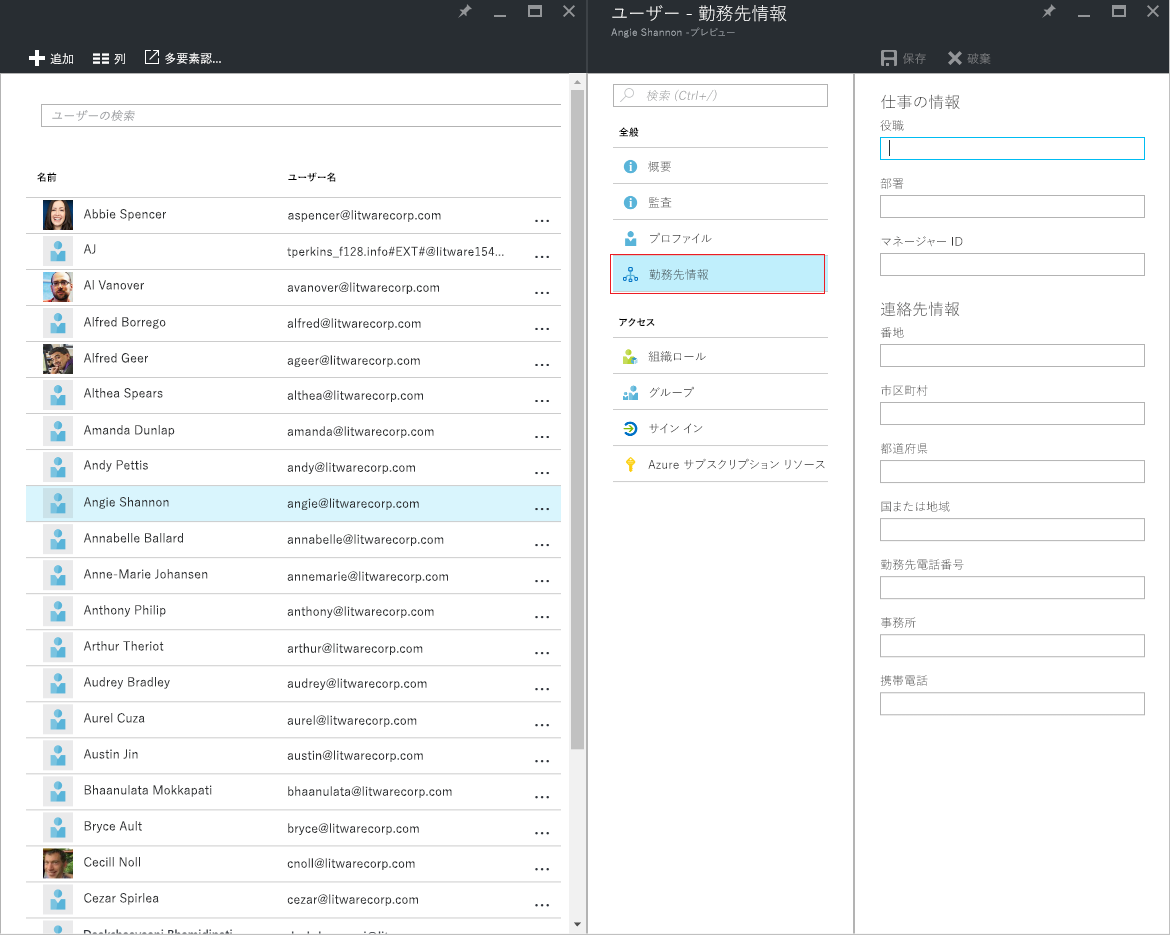 追加 列 多要素認...
ユーザーの検索
名前 ユーザー名
Abbie Spencer aspencer@litwarecorp.com ...
AJ tperkins_f128.info#EXT#@litware154... ...
Al Vanover avanover@litwarecorp.com ...
Alfred Borrego alfred@litwarecorp.com ...
Alfred Geer ageer@litwarecorp.com ...
Althea Spears althea@litwarecorp.com ...
Amanda Dunlap amanda@litwarecorp.com ...
Andy Pettis andy@litwarecorp.com ...
Angie Shannon angie@litwarecorp.com ...
Annabelle Ballard annabelle@litwarecorp.com ...
Anne-Marie Johansen annemarie@litwarecorp.com ...
Anthony Philip anthony@litwarecorp.com ...
Arthur Theriot arthur@litwarecorp.com ...
Audrey Bradley audrey@litwarecorp.com ...
Aurel Cuza aurel@litwarecorp.com ...
Austin Jin austin@litwarecorp.com ...
Bhaanulata Mokkapati bhaanulata@litwarecorp.com ...
Bryce Ault bryce@litwarecorp.com ...
Cecill Noll cnoll@litwarecorp.com ...
Cezar Spirlea cezar@litwarecorp.com ...
ユーザー - 勤務先情報
Angie Shannon -プレビュー
検索 (Ctrl+/)
全般
概要
監査
プロファイル
勤務先情報
アクセス
組織ロール
グループ
サイン イン
Azure サブスクリプション リソース
保存 破棄
仕事の情報
役職
部署
マネージャー ID
連絡先情報
番地
市区町村
都道府県
国または地域
勤務先電話番号
事務所
携帯電話